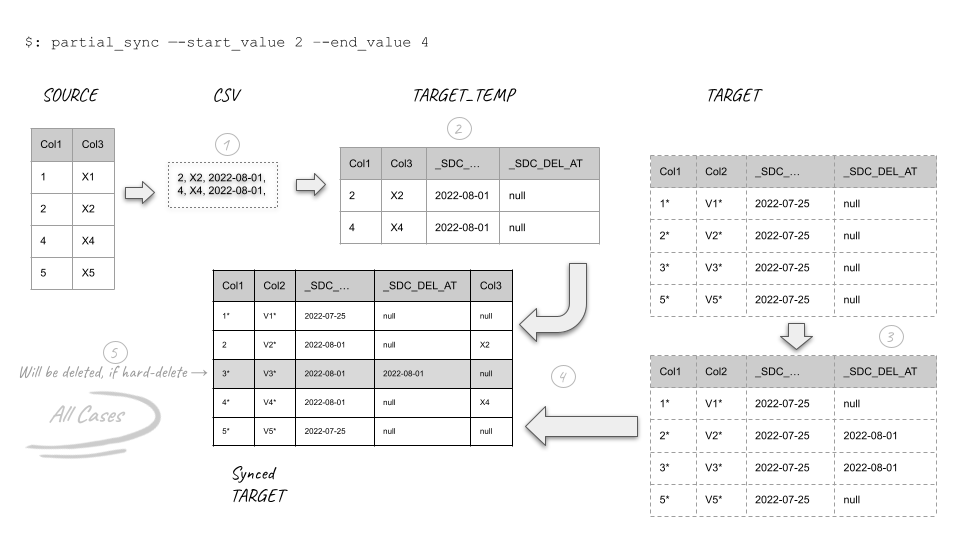 $: partial_sync —-start_value 2 –-end_value 4
SOURCE CSV TARGET_TEMP TARGET
1
2
Col1 Col3
1 X1
2 X2
4 X4
5 X5
2, X2, 2022-08-01,
4, X4, 2022-08-01,
Col1 Col3 _SDC_… _SDC_DEL_AT
2 X2 2022-08-01 null
4 X4 2022-08-01 null
Col1 Col2 _SDC_… _SDC_DEL_AT
1* V1* 2022-07-25 null
2* V2* 2022-07-25 null
3* V3* 2022-07-25 null
5* V5* 2022-07-25 null
3
Col1 Col2 _SDC_… _SDC_DEL_AT Col3
1* V1* 2022-07-25 null null
2 V2* 2022-08-01 null X2
3* V3* 2022-08-01 2022-08-01 null
4* V4* 2022-08-01 null X4
5* V5* 2022-07-25 null null
4
5
Will be deleted, if hard-delete
All Cases
Col1 Col2 _SDC_… _SDC_DEL_AT
1* V1* 2022-07-25 null
2* V2* 2022-07-25 2022-08-01
3* V3* 2022-07-25 2022-08-01
5* V5* 2022-07-25 null
Synced
TARGET